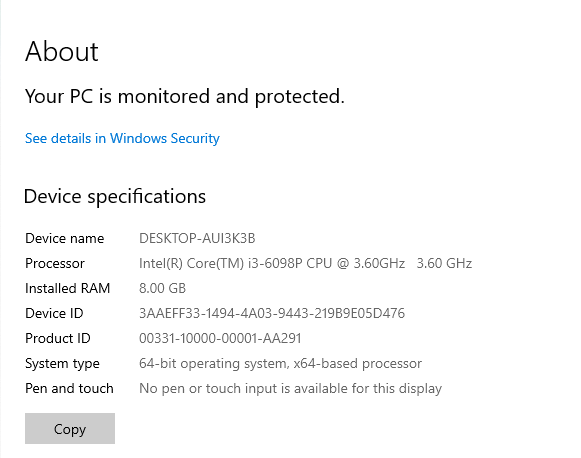 About
Your PC is monitored and protected.
See details in Windows Security
Device specifications
Device name DESKTOP-AUI3K3B
Processor Intel(R) Core(TM) i3-6098P CPU @ 3.60GHz 3.60 GHz
Installed RAM 8.00 GB
Device ID 3AAEFF33-1494-4A03-9443-219B9E05D476
Product ID 00331-10000-00001-AA291
System type 64-bit operating system, x64-based processor
Pen and touch No pen or touch input is available for this display
Copy